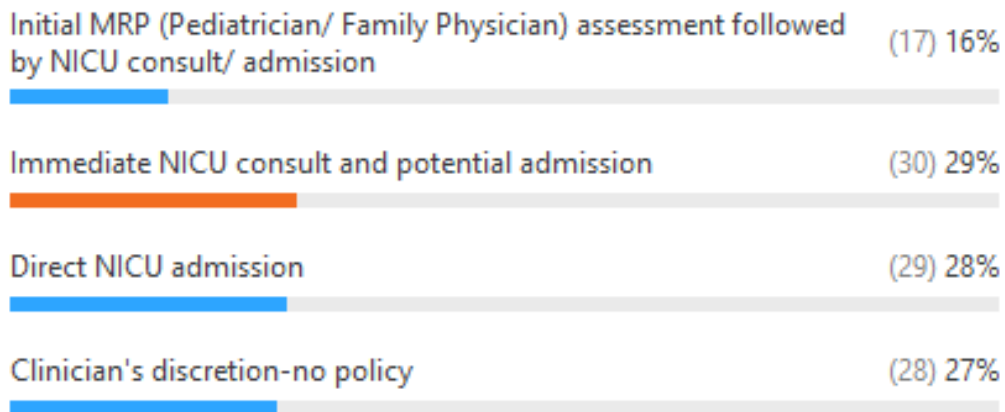 Initial MRP (Pediatrician/ Family Physician) assessment followed
by NICU consult/ admission
(17) 16%
Immediate NICU consult and potential admission
(30) 29%
Direct NICU admission
(29) 28%
Clinician's discretion-no policy
(28) 27%